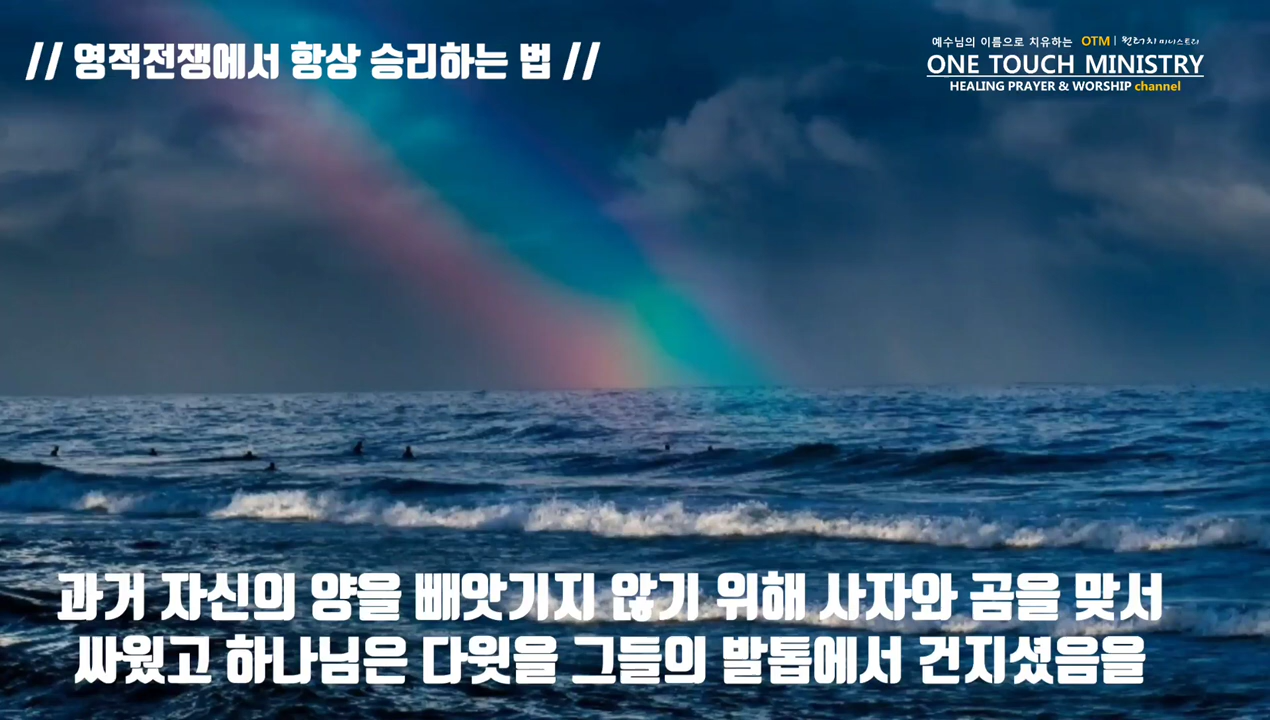 // 영적전쟁에서 항상 승리하는 법 //
예수님의 이름으로 치유하는 OTM | 원터치 미니스트리
ONE TOUCH MINISTRY
HEALING PRAYER & WORSHIP channel
과거 자신의 양을 빼앗기지 않기 위해 사자와 곰을 맞서
싸웠고 하나님은 다윗을 그들의 발톱에서 건지셨음을